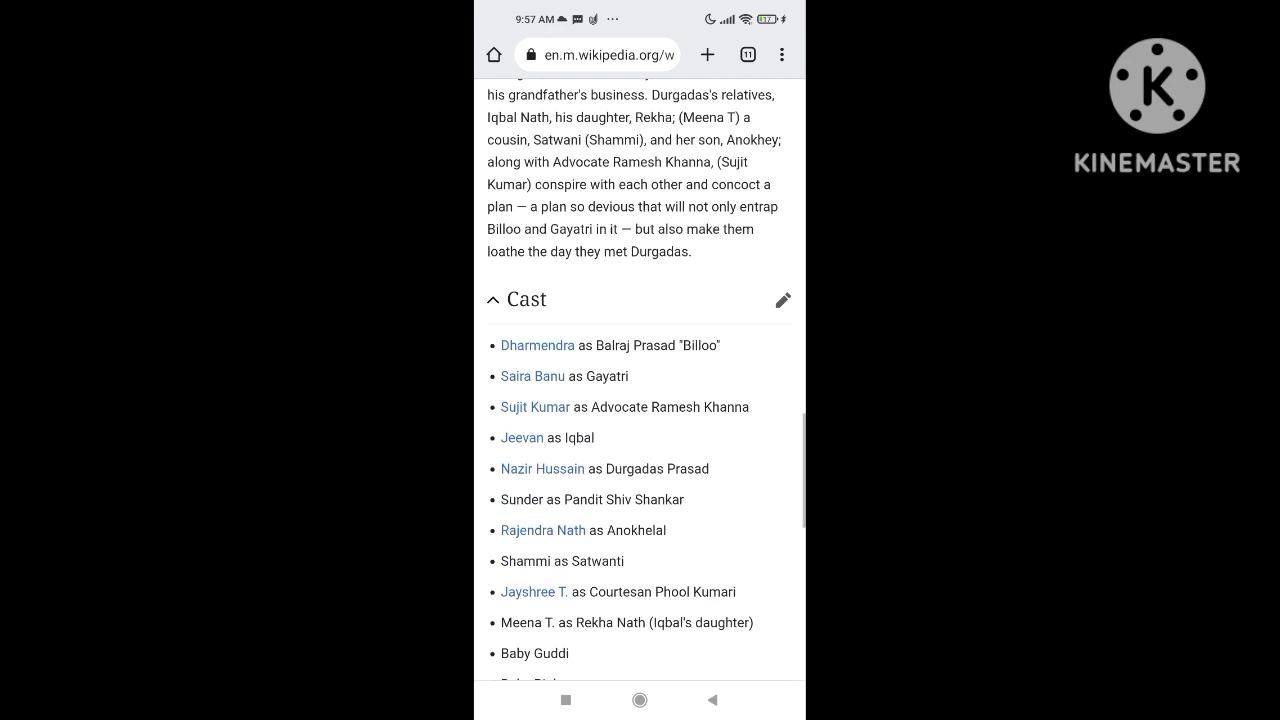 9:57 AM
17
en.m.wikipedia.org/w
11
his grandfather's business. Durgadas's relatives,
Iqbal Nath, his daughter, Rekha; (Meena T) a
cousin, Satwani (Shammi), and her son, Anokhey;
along with Advocate Ramesh Khanna, (Sujit
Kumar) conspire with each other and concoct a
plan — a plan so devious that will not only entrap
Billoo and Gayatri in it — but also make them
loathe the day they met Durgadas.
Cast
• Dharmendra as Balraj Prasad "Billoo"
• Saira Banu as Gayatri
• Sujit Kumar as Advocate Ramesh Khanna
• Jeevan as Iqbal
• Nazir Hussain as Durgadas Prasad
• Sunder as Pandit Shiv Shankar
• Rajendra Nath as Anokhelal
• Shammi as Satwanti
• Jayshree T. as Courtesan Phool Kumari
• Meena T. as Rekha Nath (Iqbal's daughter)
• Baby Guddi
K
KINEMASTER